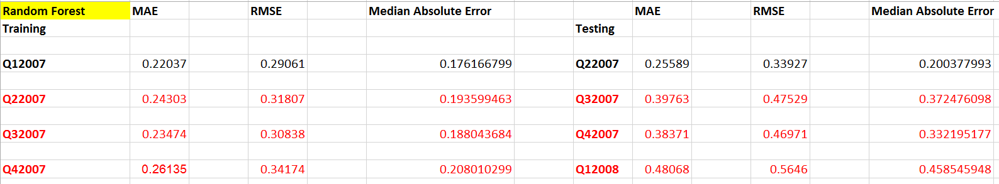 Random Forest MAE RMSE Median Absolute Error MAE RMSE Median Absolute Error
Training Testing
Q12007 0.22037 0.29061 0.176166799 Q22007 0.25589 0.33927 0.200377993
Q22007 0.24303 0.31807 0.193599463 Q32007 0.39763 0.47529 0.372476098
Q32007 0.23474 0.30838 0.188043684 Q42007 0.38371 0.46971 0.332195177
Q42007 0.26135 0.34174 0.208010299 Q12008 0.48068 0.5646 0.458545948